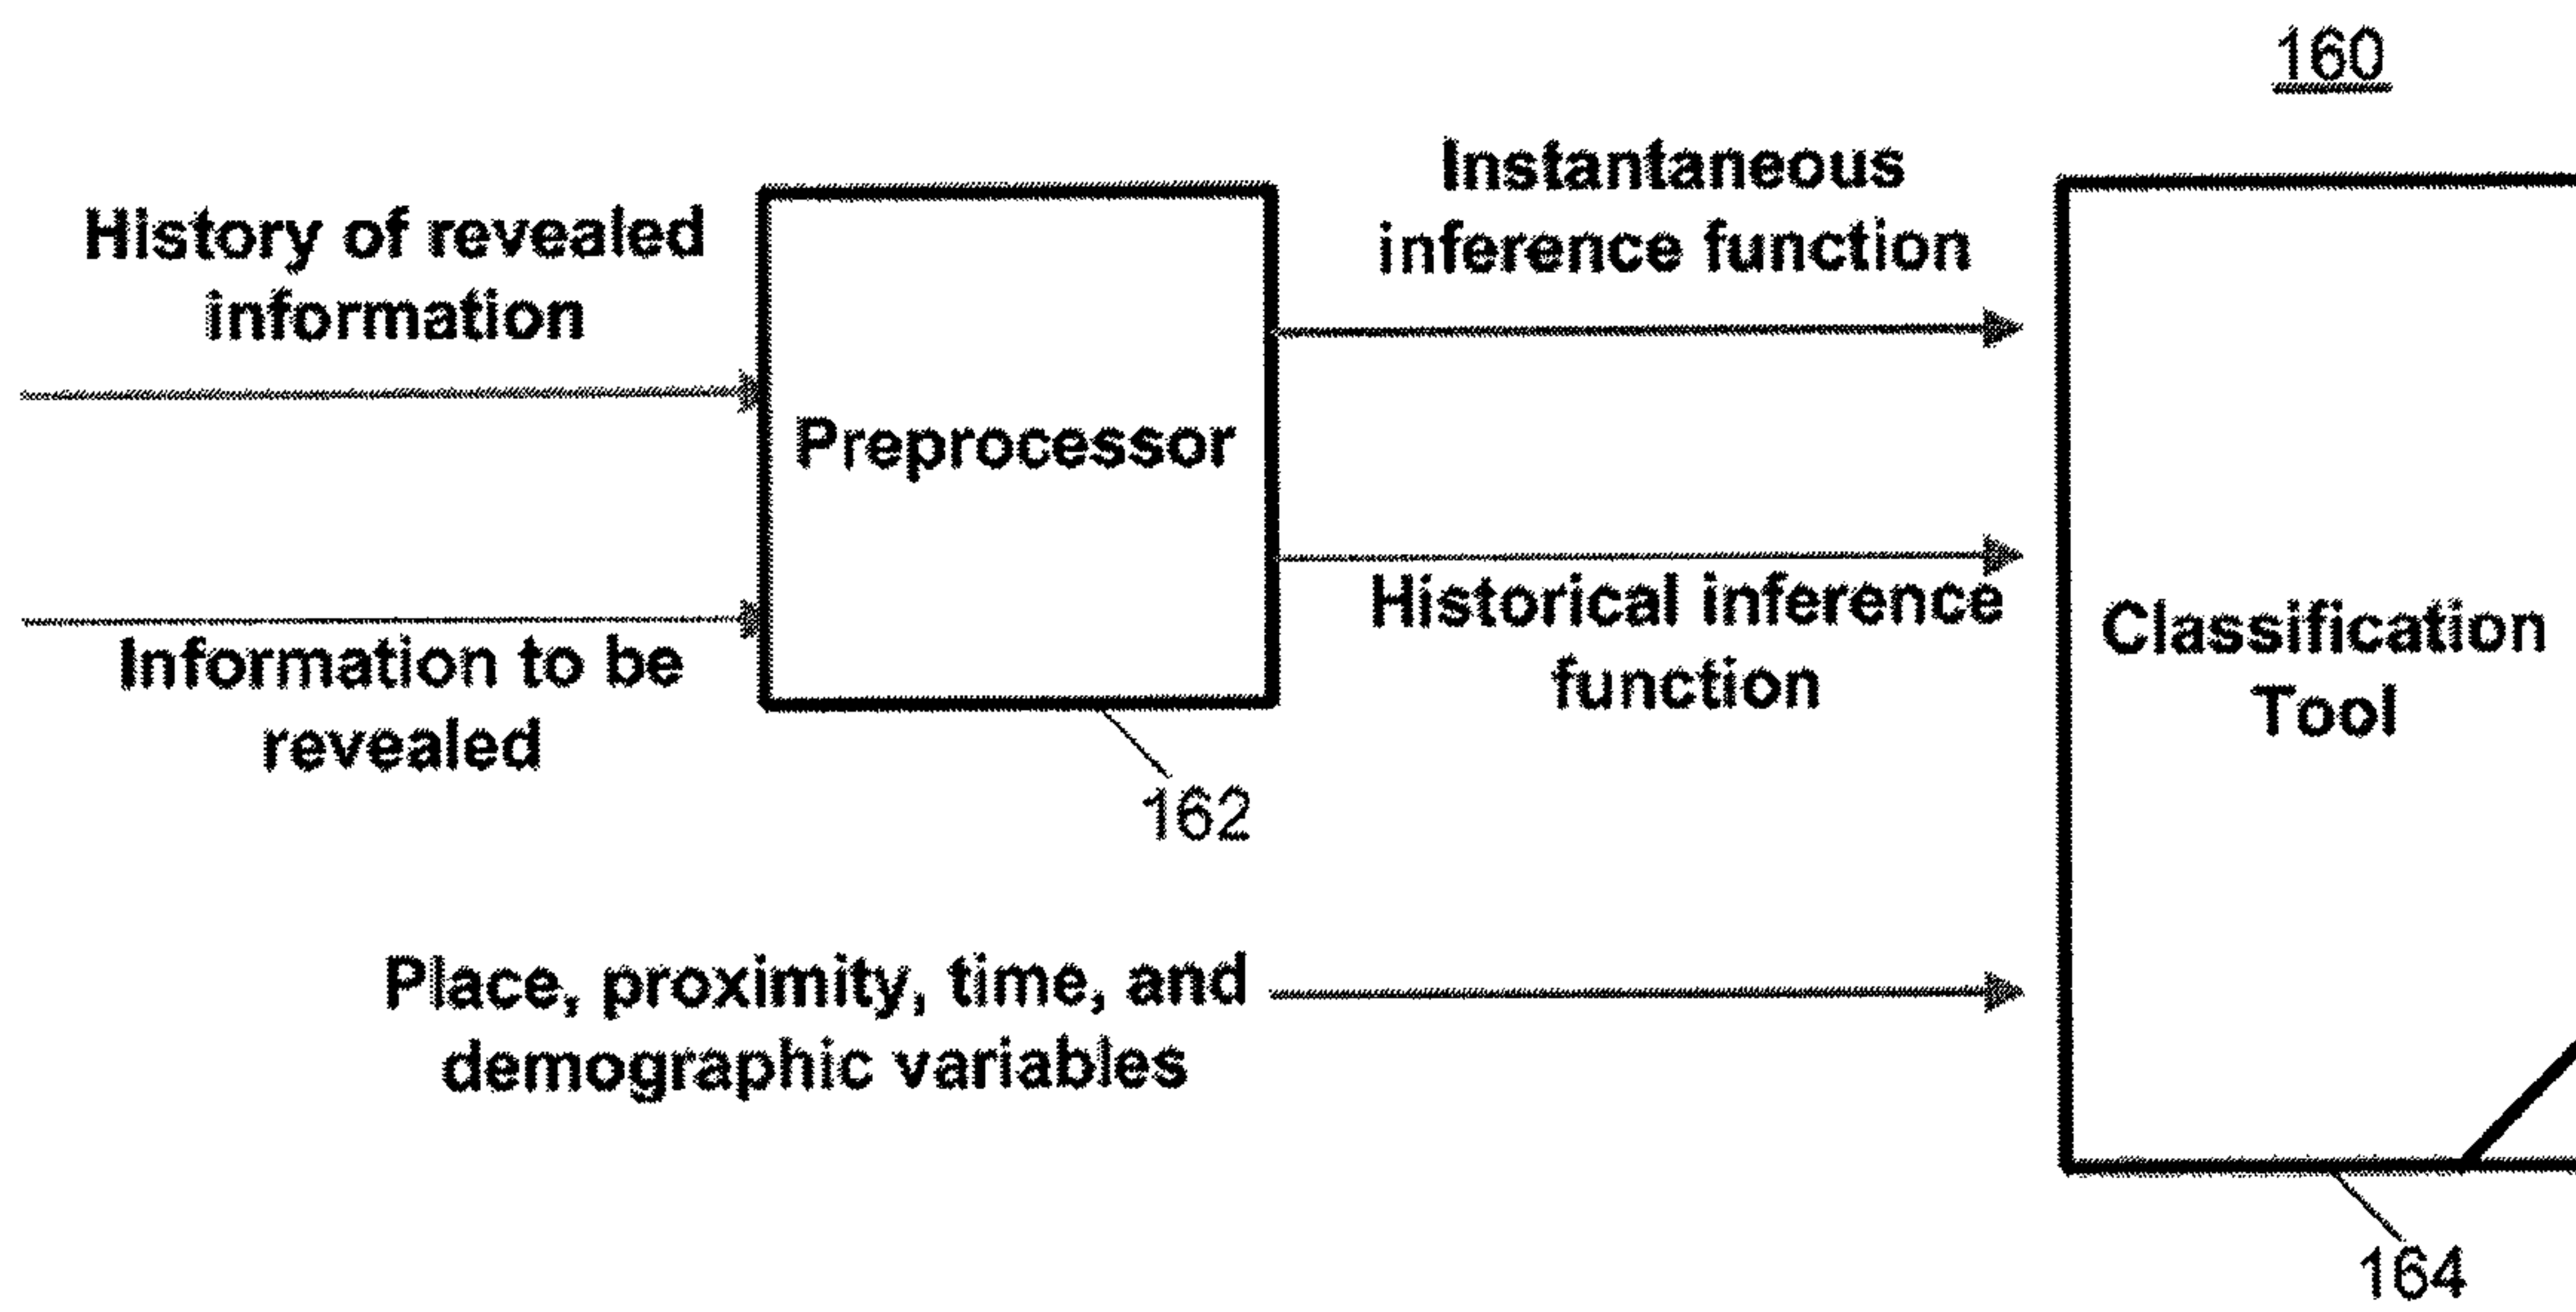 160
History of revealed
information
Instantaneous
inference function
Preprocessor
Information to be
revealed
Historical inference
function
Classification
Tool
162
Place, proximity, time, and
demographic variables
164